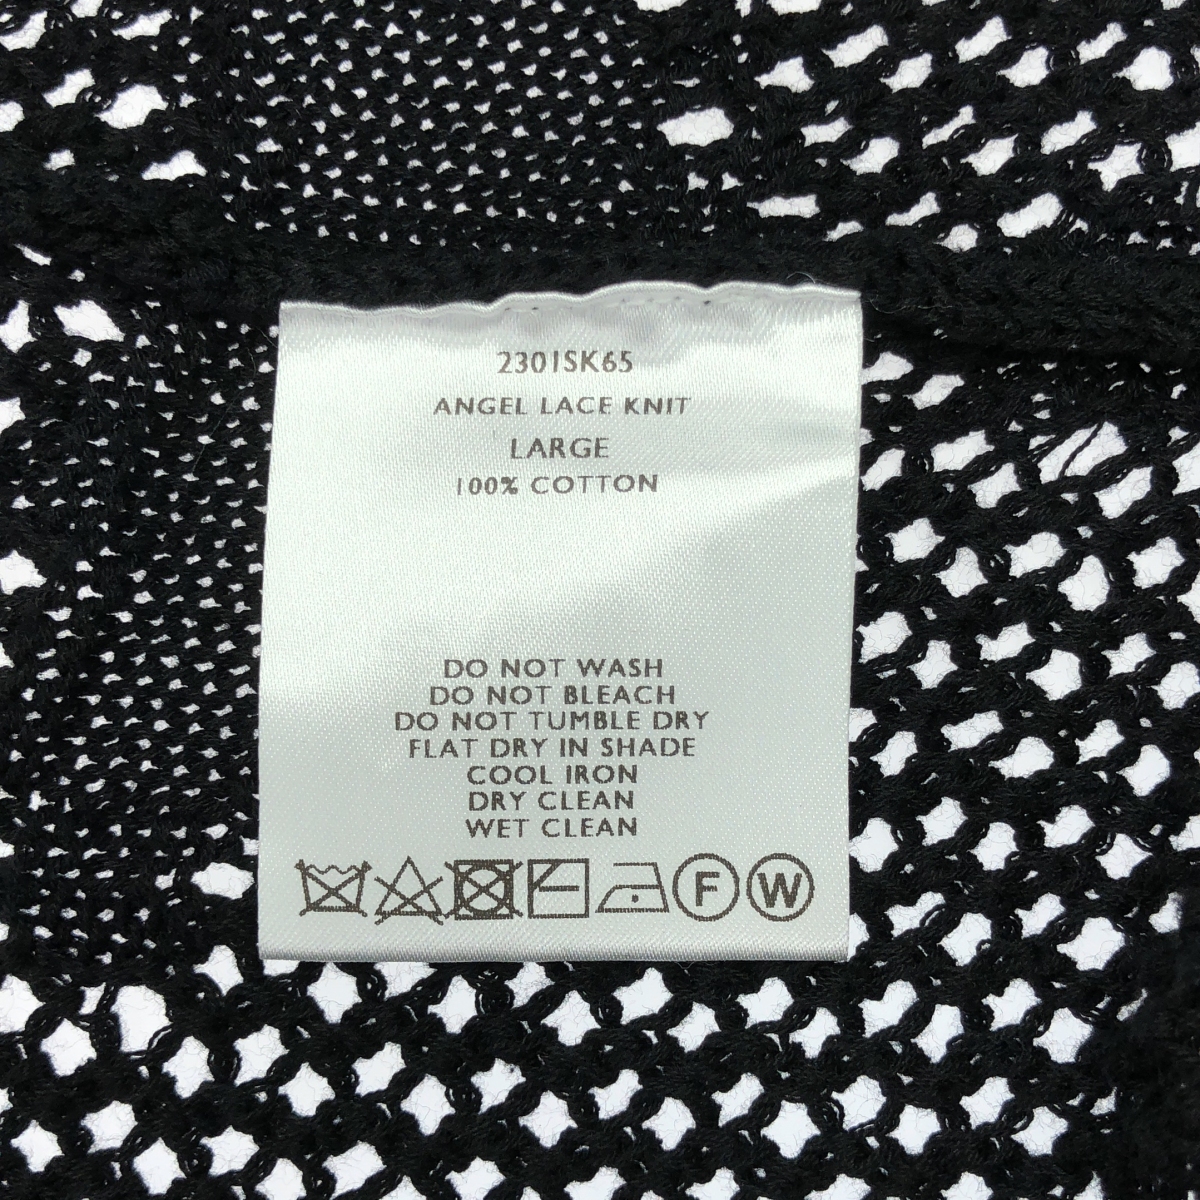 2301SK65
ANGEL LACE KNIT
LARGE
100% COTTON
DO NOT WASH
DO NOT BLEACH
DO NOT TUMBLE DRY
FLAT DRY IN SHADE
COOL IRON
DRY CLEAN
WET CLEAN
F W